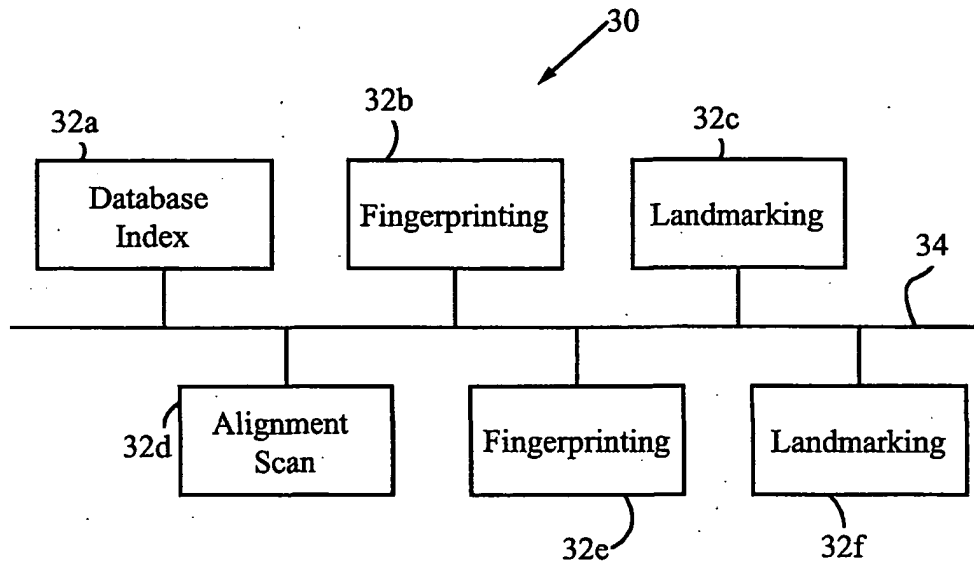 30
32a
32b
32c
Database
Index
Fingerprinting
Landmarking
34
32d
Alignment
Scan
Fingerprinting
Landmarking
32e
32f